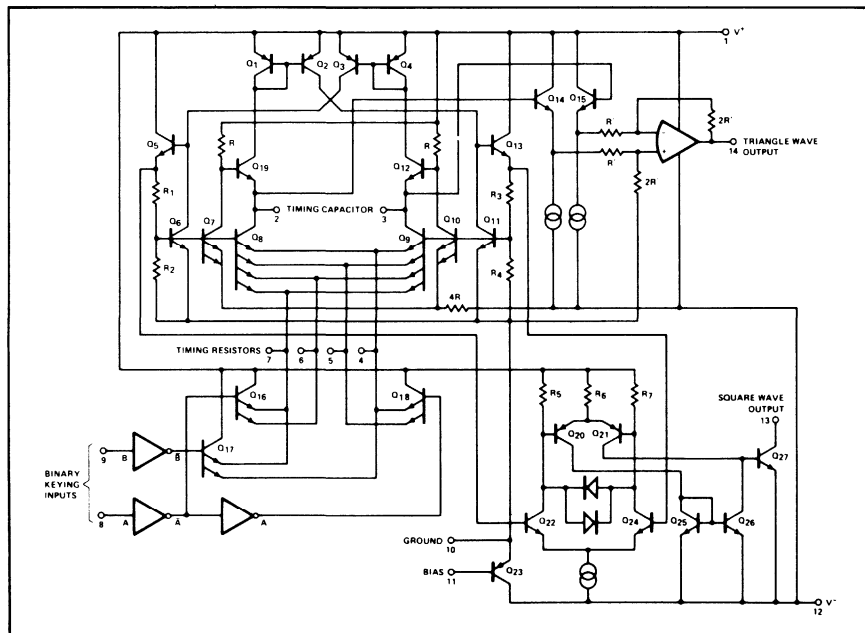 V+
1
Q1
Q2
Q3
Q4
Q14
Q15
Q5
R
Q19
Q12
R
Q13
R'
R'
2R'
TRIANGLE WAVE
14 OUTPUT
2R
R1
R3
TIMING CAPACITOR
2
3
Q6
Q7
Q8
Q9
Q10
Q11
R2
R4
4R
TIMING RESISTORS
7
6
5
4
Q16
Q18
R5
R6
R7
SQUARE WAVE
OUTPUT
13
Q17
Q20
Q21
Q27
9
B
B̄
BINARY
KEYING
INPUTS
8
A
Ā
A
Q22
Q24
Q25
Q26
GROUND
10
BIAS
11
Q23
V-
12